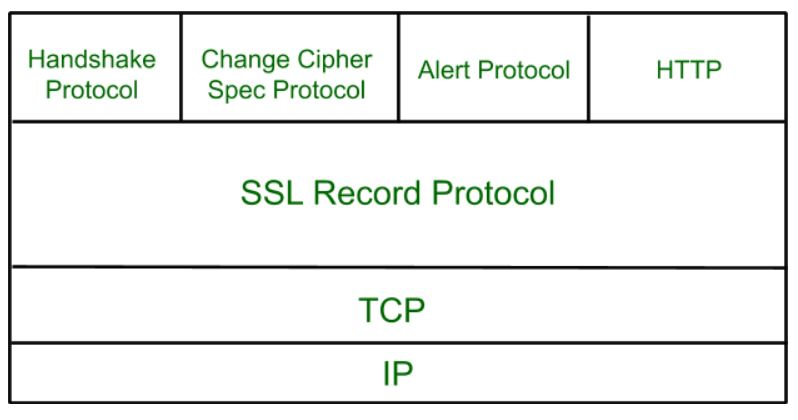 Handshake
Protocol
Change Cipher
Spec Protocol
Alert Protocol
HTTP
SSL Record Protocol
TCP
IP